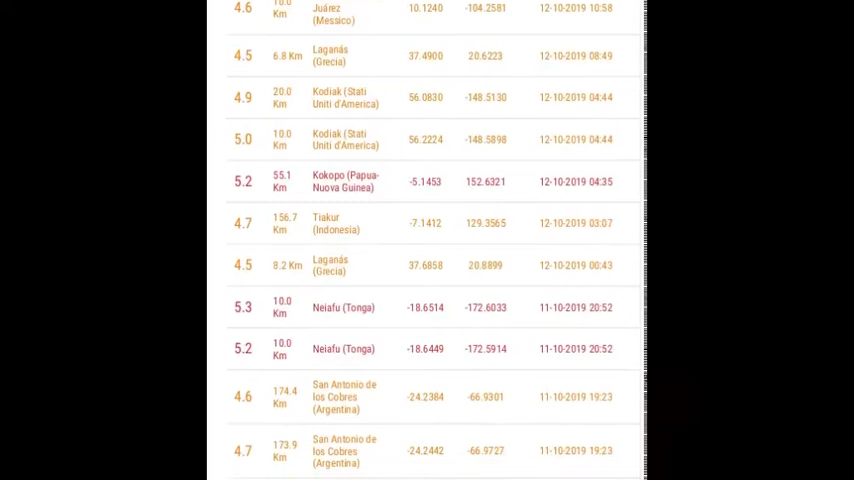 4.6 10.0 Km Juárez (Messico) 10.1240 -104.2581 12-10-2019 10:58
4.5 6.8 Km Laganás (Grecia) 37.4900 20.6223 12-10-2019 08:49
4.9 20.0 Km Kodiak (Stati Uniti d'America) 56.0830 -148.5130 12-10-2019 04:44
5.0 10.0 Km Kodiak (Stati Uniti d'America) 56.2224 -148.5898 12-10-2019 04:44
5.2 55.1 Km Kokopo (Papua-Nuova Guinea) -5.1453 152.6321 12-10-2019 04:35
4.7 156.7 Km Tiakur (Indonesia) -7.1412 129.3565 12-10-2019 03:07
4.5 8.2 Km Laganás (Grecia) 37.6858 20.8899 12-10-2019 00:43
5.3 10.0 Km Neiafu (Tonga) -18.6514 -172.6033 11-10-2019 20:52
5.2 10.0 Km Neiafu (Tonga) -18.6449 -172.5914 11-10-2019 20:52
4.6 174.4 Km San Antonio de los Cobres (Argentina) -24.2384 -66.9301 11-10-2019 19:23
4.7 173.9 Km San Antonio de los Cobres (Argentina) -24.2442 -66.9727 11-10-2019 19:23